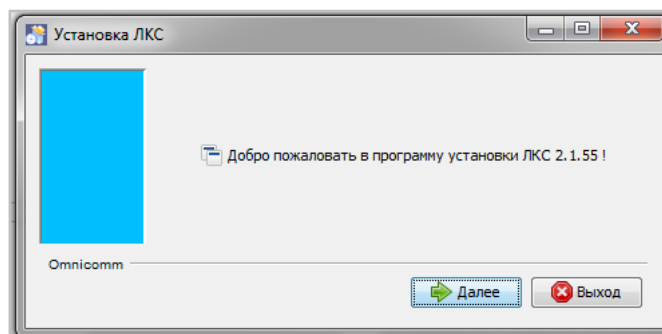 Установка ЛКС
Добро пожаловать в программу установки ЛКС 2.1.55 !
Omnicomm
Далее
Выход